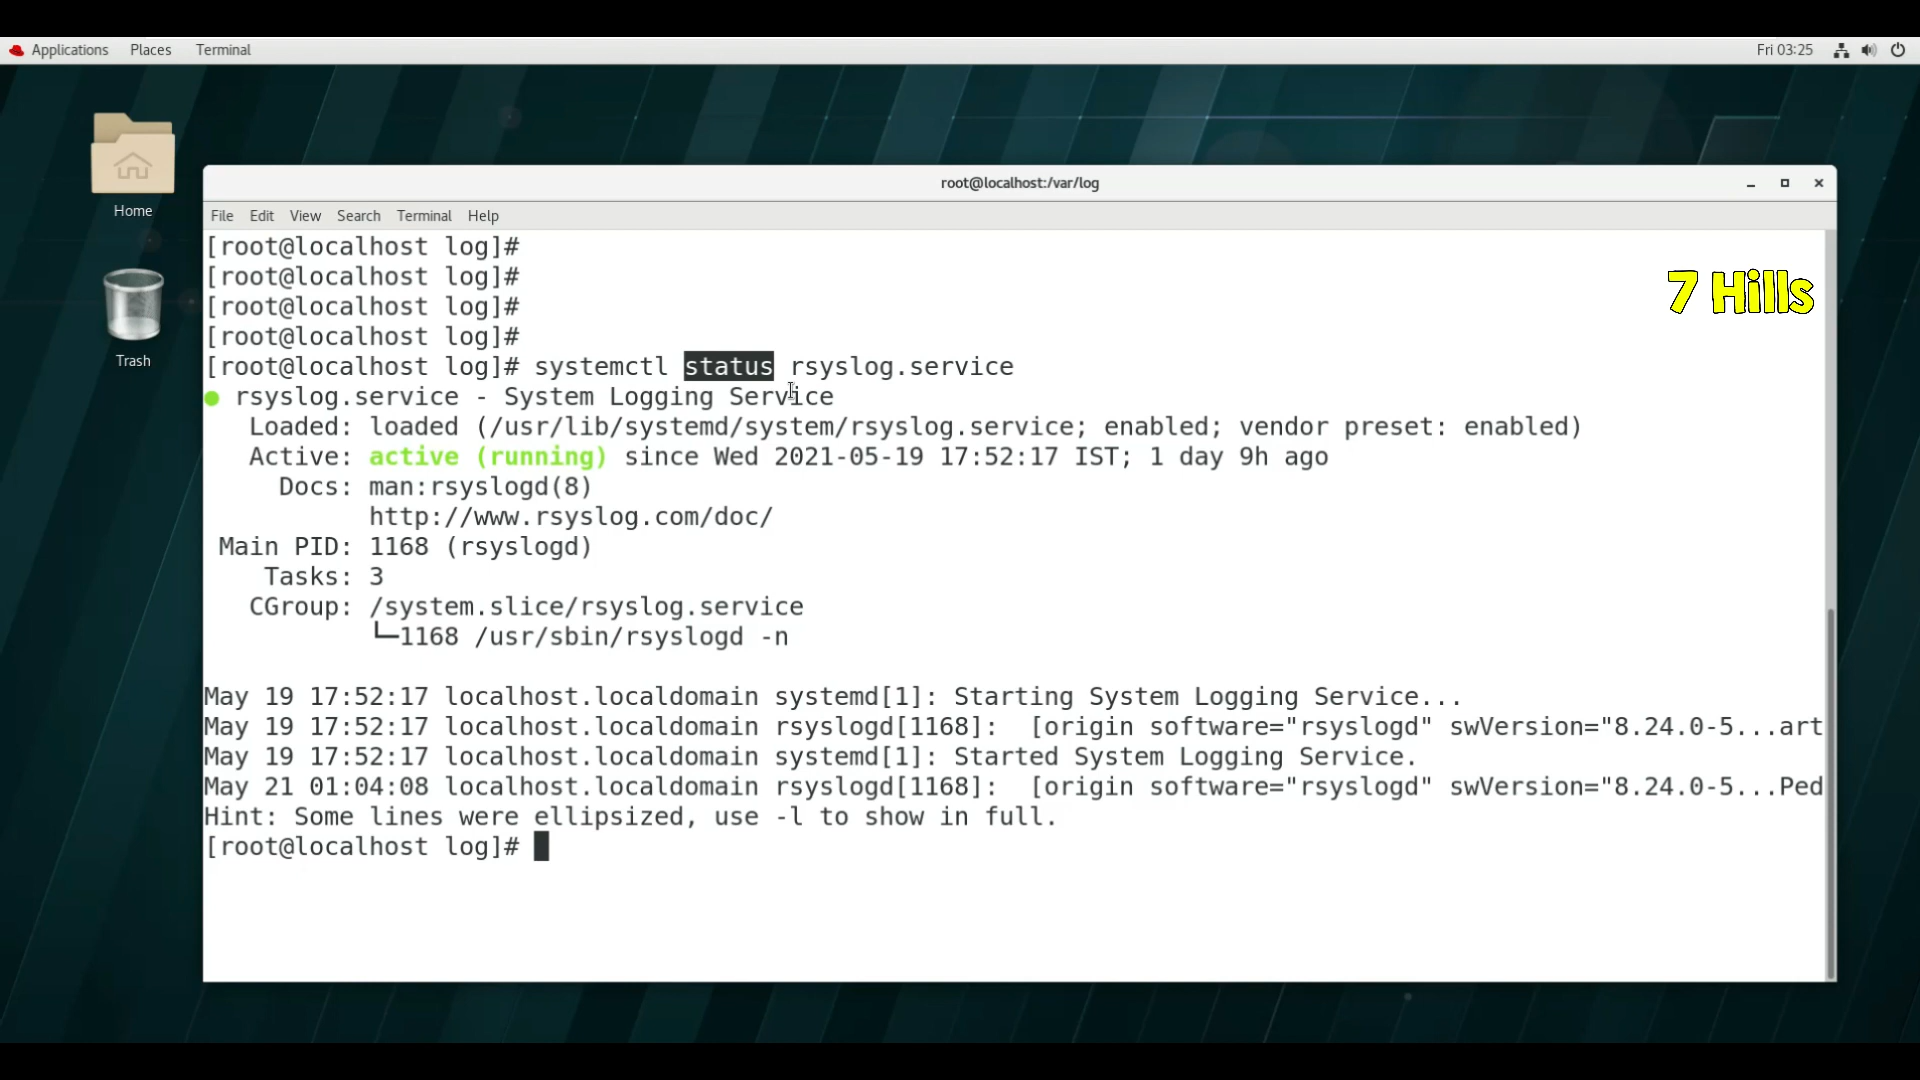 Applications Places Terminal Fri 03:25
Home
Trash
root@localhost:/var/log
File Edit View Search Terminal Help
[root@localhost log]#
[root@localhost log]#
[root@localhost log]#
[root@localhost log]#
[root@localhost log]# systemctl status rsyslog.service
● rsyslog.service - System Logging Service
Loaded: loaded (/usr/lib/systemd/system/rsyslog.service; enabled; vendor preset: enabled)
Active: active (running) since Wed 2021-05-19 17:52:17 IST; 1 day 9h ago
Docs: man:rsyslogd(8)
http://www.rsyslog.com/doc/
Main PID: 1168 (rsyslogd)
Tasks: 3
CGroup: /system.slice/rsyslog.service
└─1168 /usr/sbin/rsyslogd -n
May 19 17:52:17 localhost.localdomain systemd[1]: Starting System Logging Service...
May 19 17:52:17 localhost.localdomain rsyslogd[1168]:  [origin software="rsyslogd" swVersion="8.24.0-5...art
May 19 17:52:17 localhost.localdomain systemd[1]: Started System Logging Service.
May 21 01:04:08 localhost.localdomain rsyslogd[1168]:  [origin software="rsyslogd" swVersion="8.24.0-5...Ped
Hint: Some lines were ellipsized, use -l to show in full.
[root@localhost log]#
7 Hills